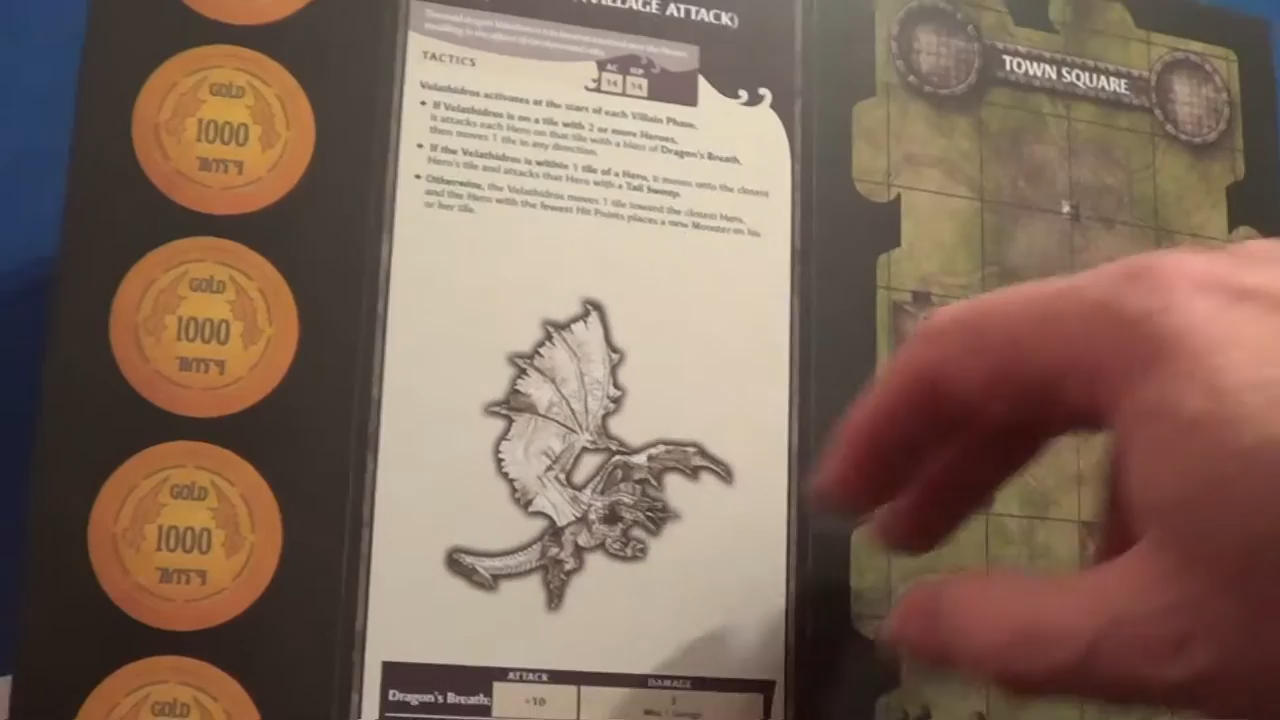 GOLD
1000
GOLD
1000
GOLD
1000
GOLD
VILLAGE ATTACK)
TACTICS
AC HP
14 14
Velathidros activates at the start of each Villain Phase.
If Velathidros is on a tile with 2 or more Heroes,
it attacks each Hero on that tile with a blast of Dragon's Breath,
then moves 1 tile in any direction.
If the Velathidros is within 1 tile of a Hero, it moves onto the closest
Hero's tile and attacks that Hero with a Tail Sweep.
Otherwise, the Velathidros moves 1 tile toward the closest Hero,
and the Hero with the fewest Hit Points places a new Monster on his
or her tile.
ATTACK DAMAGE
Dragon's Breath: +10 3
TOWN SQUARE